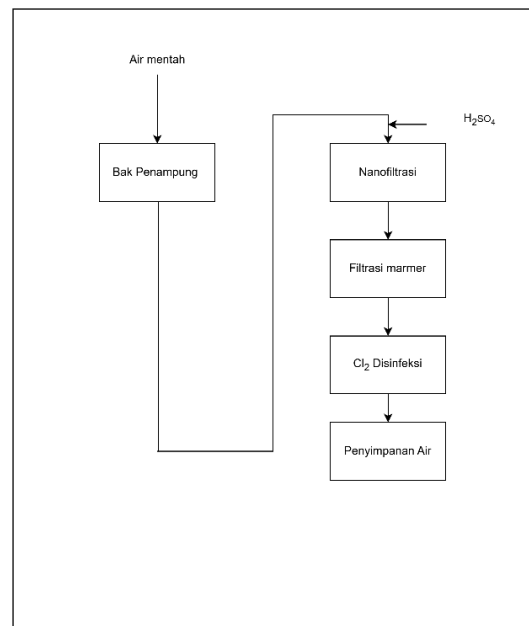 Air mentah
Bak Penampung
H₂SO₄
Nanofiltrasi
Filtrasi marmer
Cl₂ Disinfeksi
Penyimpanan Air